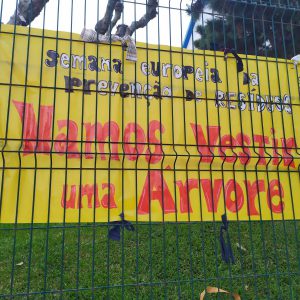 Semana europeia da
prevenção de RESÍDUOS
Vamos Vestir
uma Árvore